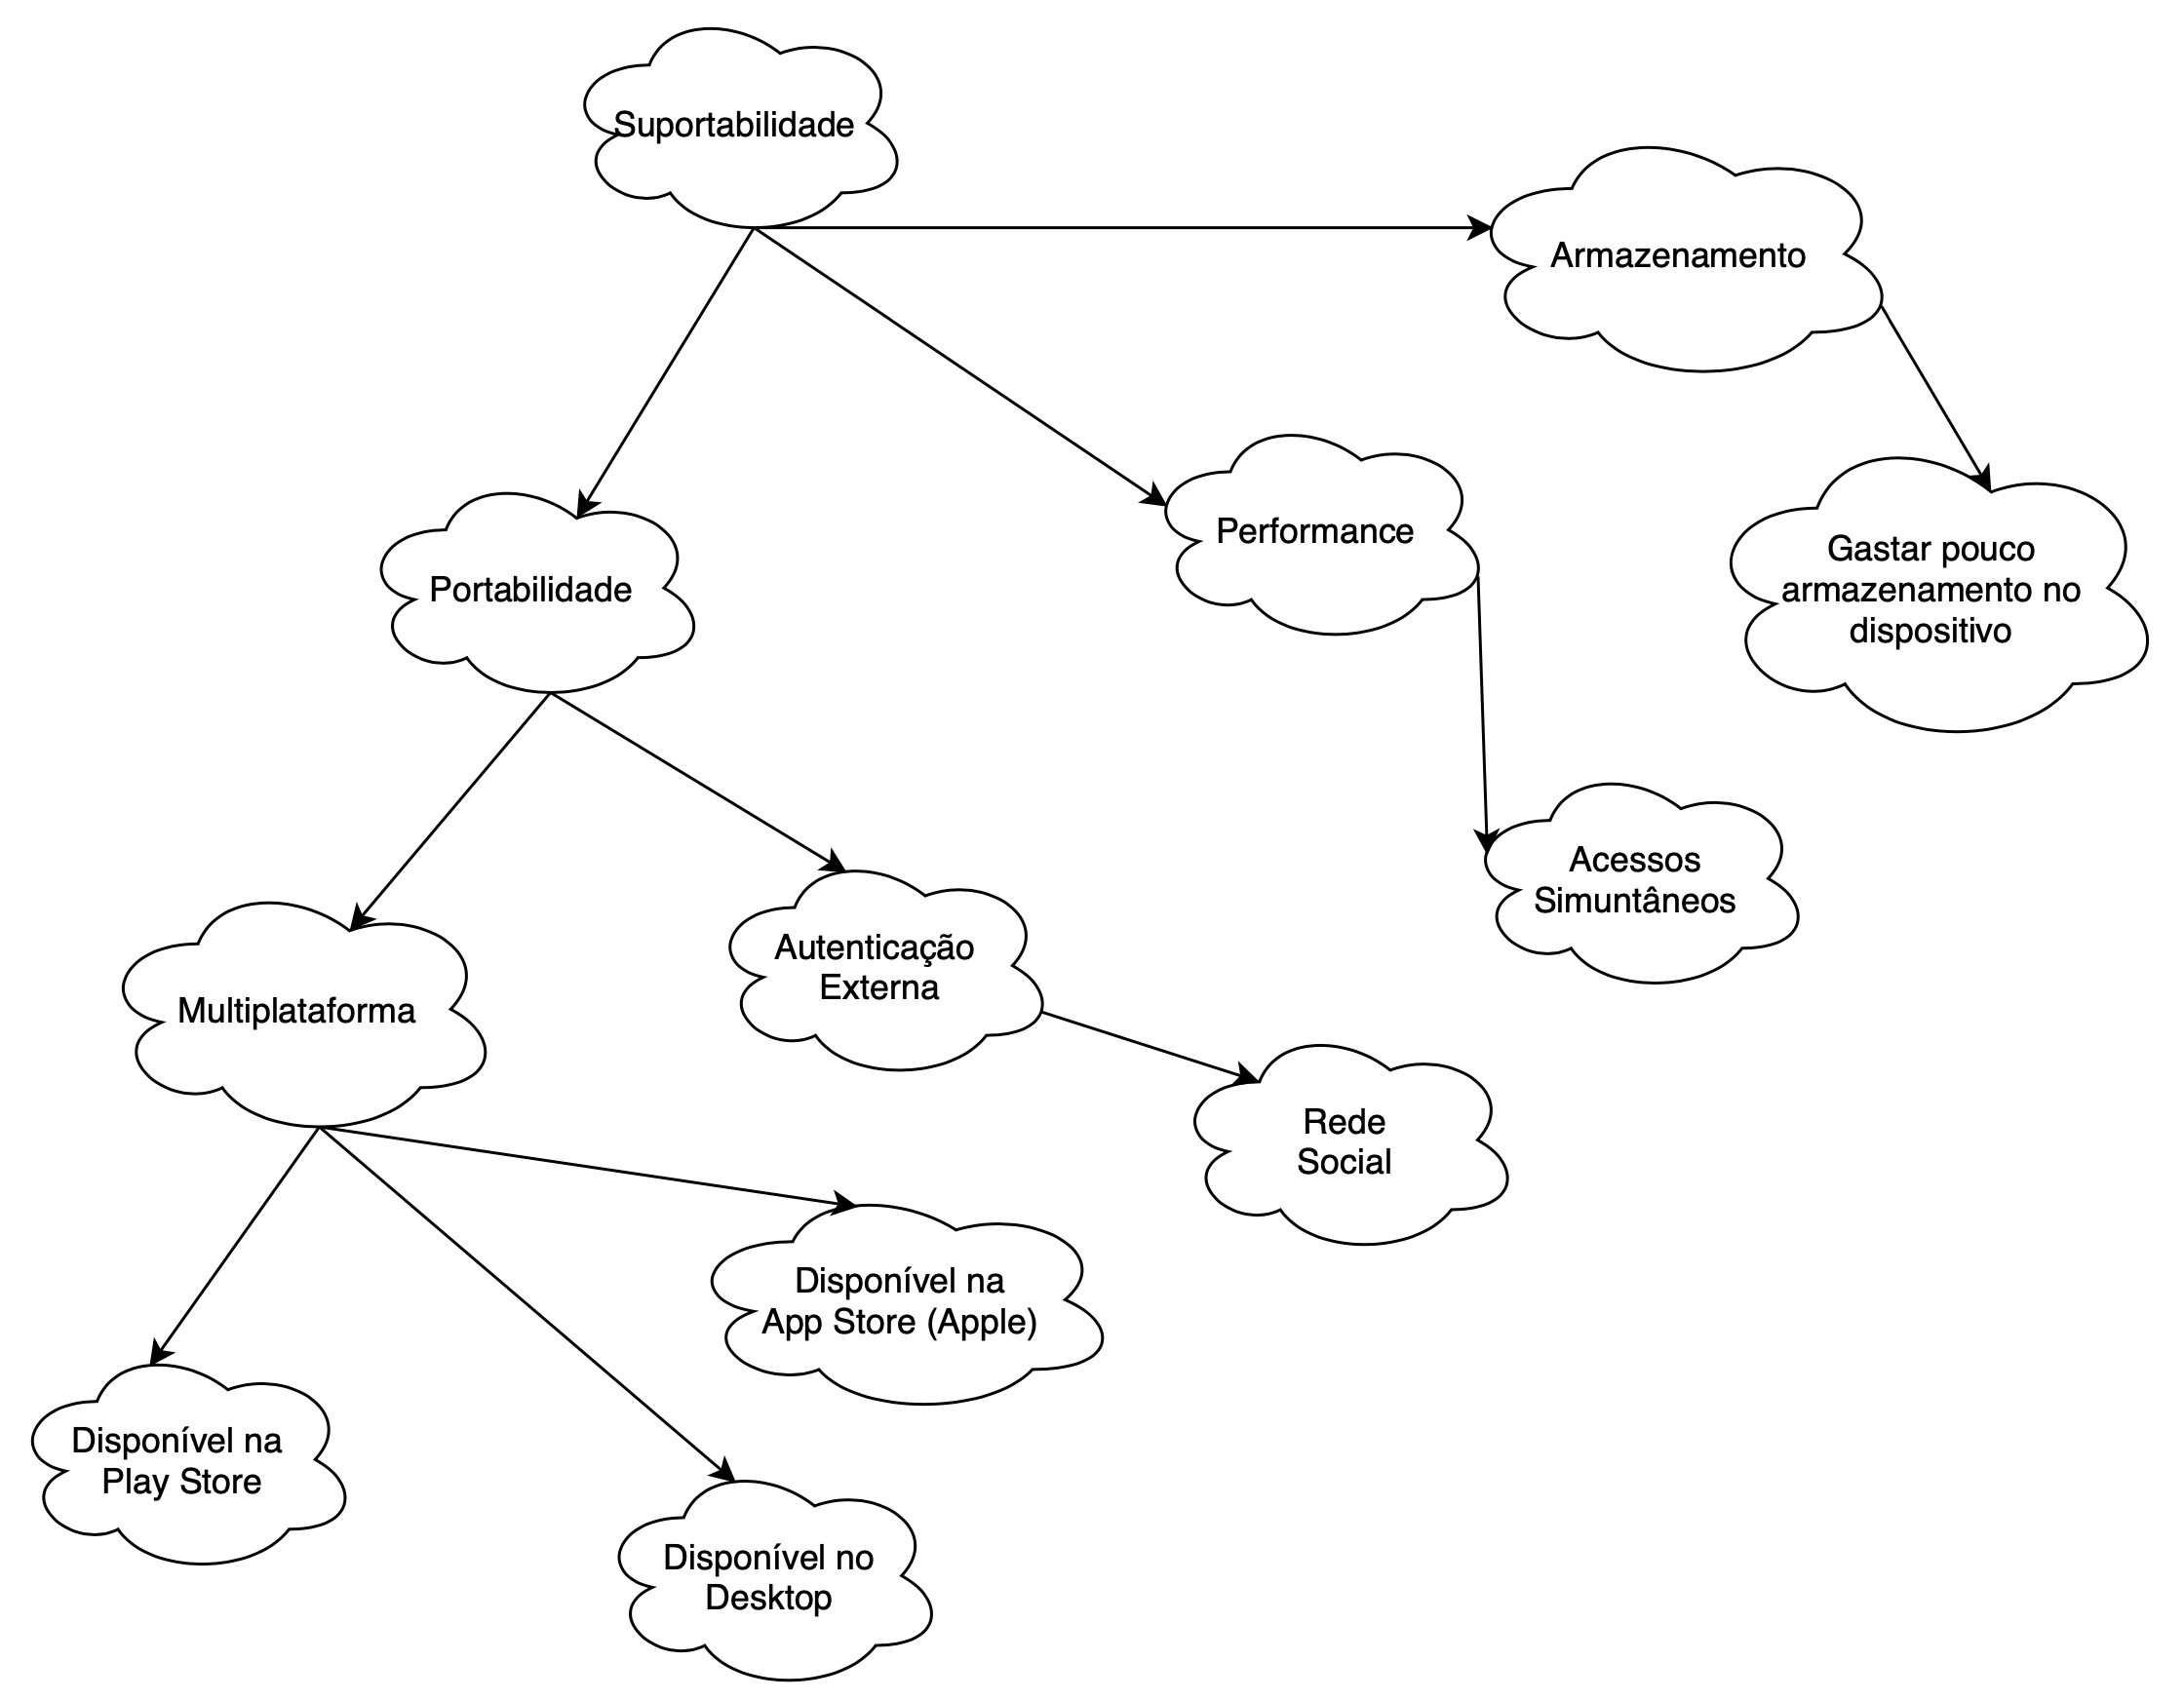 Suportabilidade
Armazenamento
Performance
Gastar pouco
armazenamento no
dispositivo
Portabilidade
Acessos
Simuntâneos
Autenticação
Externa
Multiplataforma
Rede
Social
Disponível na
App Store (Apple)
Disponível na
Play Store
Disponível no
Desktop